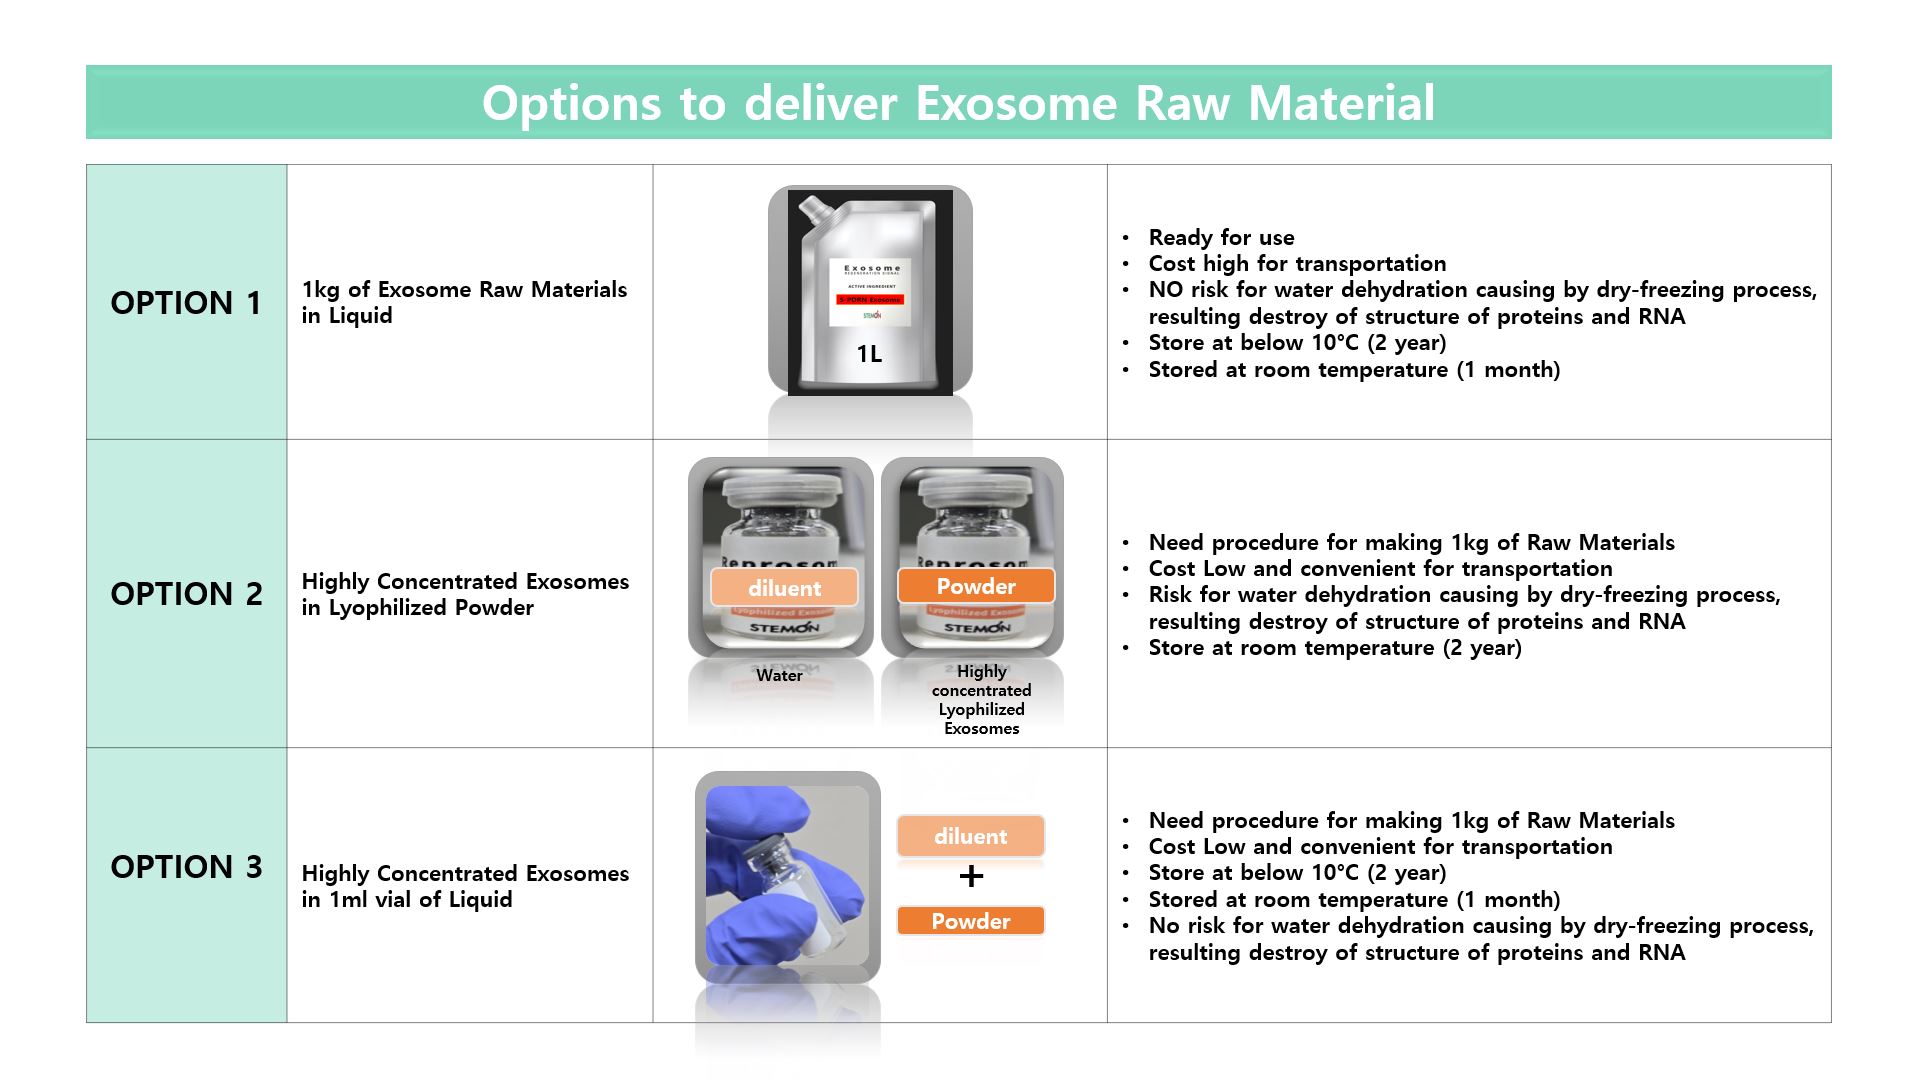 Options to deliver Exosome Raw Material
OPTION 1
1kg of Exosome Raw Materials
in Liquid
Exosome
REGENERATION SIGNAL
ACTIVE INGREDIENT
S-PDRN Exosome
STEMON
1L
• Ready for use
• Cost high for transportation
• NO risk for water dehydration causing by dry-freezing process,
resulting destroy of structure of proteins and RNA
• Store at below 10°C (2 year)
• Stored at room temperature (1 month)
OPTION 2
Highly Concentrated Exosomes
in Lyophilized Powder
diluent
Lyophilized Exosome
STEMON
Water
Powder
Lyophilized Exosome
STEMON
Highly
concentrated
Lyophilized
Exosomes
• Need procedure for making 1kg of Raw Materials
• Cost Low and convenient for transportation
• Risk for water dehydration causing by dry-freezing process,
resulting destroy of structure of proteins and RNA
• Store at room temperature (2 year)
OPTION 3
Highly Concentrated Exosomes
in 1ml vial of Liquid
diluent
+
Powder
• Need procedure for making 1kg of Raw Materials
• Cost Low and convenient for transportation
• Store at below 10°C (2 year)
• Stored at room temperature (1 month)
• No risk for water dehydration causing by dry-freezing process,
resulting destroy of structure of proteins and RNA